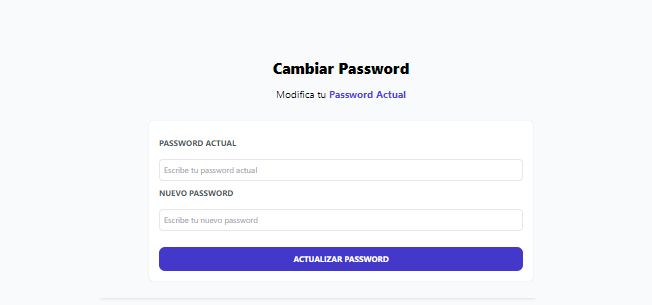 Cambiar Password
Modifica tu Password Actual
PASSWORD ACTUAL
Escribe tu password actual
NUEVO PASSWORD
Escribe tu nuevo password
ACTUALIZAR PASSWORD